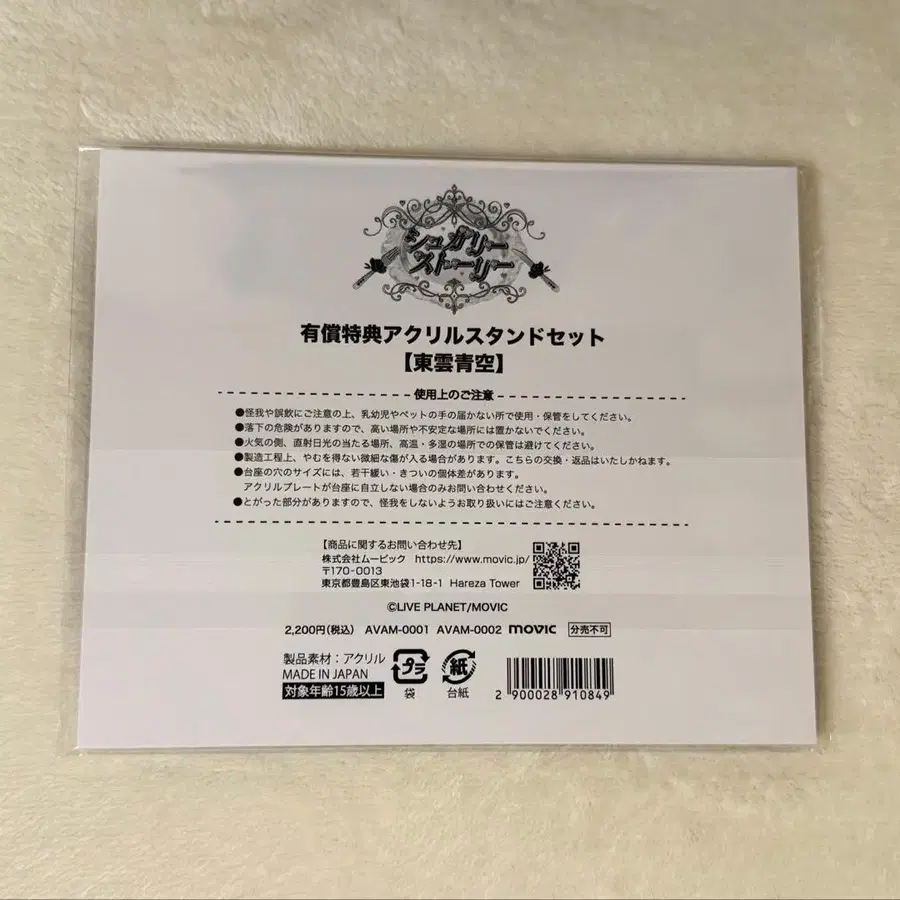 シュガリー
ストーリー
有償特典アクリルスタンドセット
【東雲青空】
使用上のご注意
●怪我や誤飲にご注意の上、乳幼児やペットの手の届かない所で使用・保管をしてください。
●落下の危険がありますので、高い場所や不安定な場所には置かないでください。
●火気の側、直射日光の当たる場所、高温・多湿の場所での保管は避けてください。
●製造工程上、やむを得ない微細な傷が入る場合があります。こちらの交換・返品はいたしかねます。
●台座の穴のサイズには、若干緩い・きついの個体差があります。
アクリルプレートが台座に自立しない場合のみお問い合わせください。
●とがった部分がありますので、怪我をしないようお取り扱いにはご注意ください。
【商品に関するお問い合わせ先】
株式会社ムービック https://www.movic.jp/
〒170-0013
東京都豊島区東池袋1-18-1 Hareza Tower
©LIVE PLANET/MOVIC
2,200円(税込) AVAM-0001 AVAM-0002 movic 分売不可
製品素材：アクリル
MADE IN JAPAN
対象年齢15歳以上
プラ
袋
紙
台紙
2 900028 910849